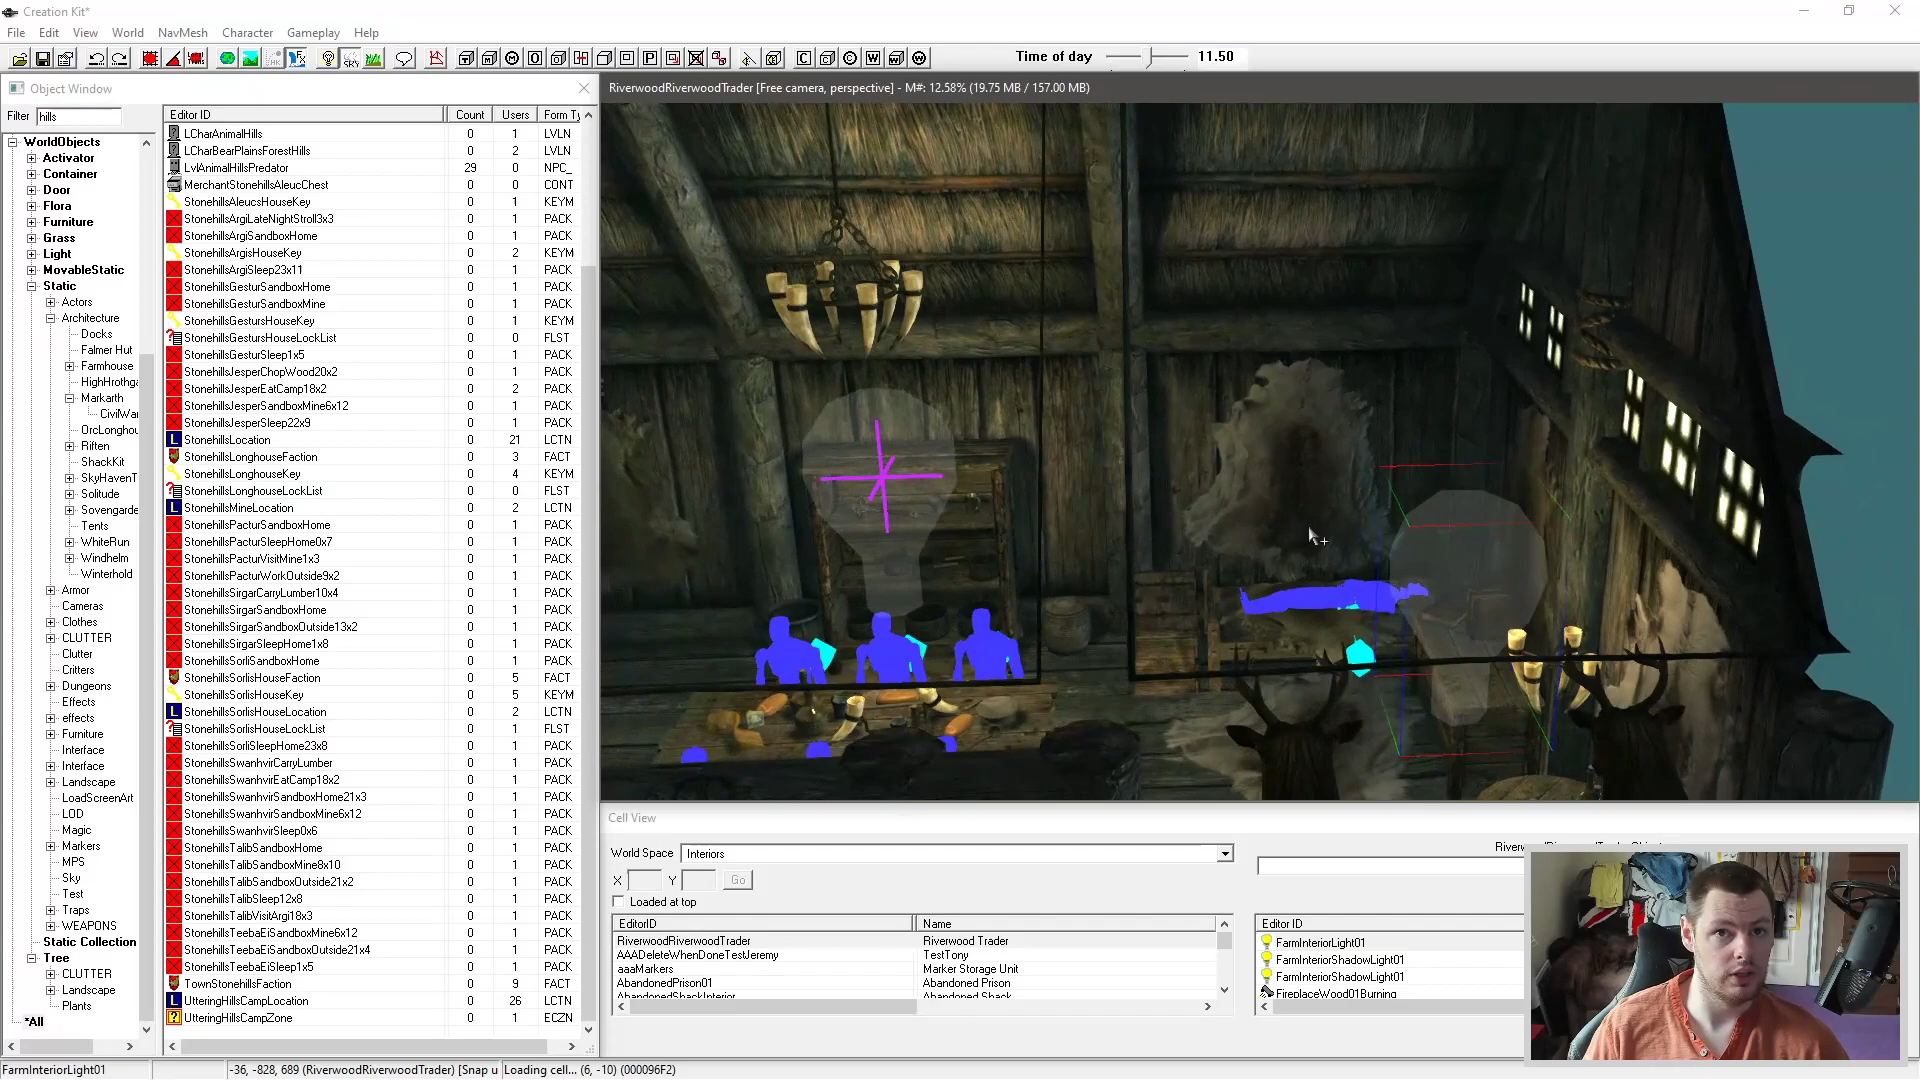 Creation Kit*
File Edit View World NavMesh Character Gameplay Help
Time of day 11.50
Object Window
Filter hills
WorldObjects
Activator
Container
Door
Flora
Furniture
Grass
Light
MovableStatic
Static
Actors
Architecture
Docks
Falmer Hut
Farmhouse
HighHrothga
Markarth
CivilWar
OrcLonghou
Riften
ShackKit
SkyHavenT
Solitude
Sovengarde
Tents
WhiteRun
Windhelm
Winterhold
Armor
Cameras
Clothes
CLUTTER
Clutter
Critters
Dungeons
Effects
effects
Furniture
Interface
Interface
Landscape
LoadScreenArt
LOD
Magic
Markers
MPS
Sky
Test
Traps
WEAPONS
Static Collection
Tree
CLUTTER
Landscape
Plants
*All
Editor ID Count Users Form Ty
LCharAnimalHills 0 1 LVLN
LCharBearPlainsForestHills 0 2 LVLN
LvlAnimalHillsPredator 29 0 NPC_
MerchantStonehillsAleucChest 0 0 CONT
StonehillsAleucsHouseKey 0 1 KEYM
StonehillsArgiLateNightStroll3x3 0 1 PACK
StonehillsArgiSandboxHome 0 1 PACK
StonehillsArgisHouseKey 0 2 KEYM
StonehillsArgiSleep23x11 0 1 PACK
StonehillsGesturSandboxHome 0 1 PACK
StonehillsGesturSandboxMine 0 1 PACK
StonehillsGestursHouseKey 0 1 KEYM
StonehillsGestursHouseLockList 0 0 FLST
StonehillsGesturSleep1x5 0 1 PACK
StonehillsJesperChopWood20x2 0 1 PACK
StonehillsJesperEatCamp18x2 0 2 PACK
StonehillsJesperSandboxMine6x12 0 1 PACK
StonehillsJesperSleep22x9 0 1 PACK
StonehillsLocation 0 21 LCTN
StonehillsLonghouseFaction 0 3 FACT
StonehillsLonghouseKey 0 4 KEYM
StonehillsLonghouseLockList 0 0 FLST
StonehillsMineLocation 0 2 LCTN
StonehillsPacturSandboxHome 0 1 PACK
StonehillsPacturSleepHome0x7 0 1 PACK
StonehillsPacturVisitMine1x3 0 1 PACK
StonehillsPacturWorkOutside9x2 0 1 PACK
StonehillsSirgarCarryLumber10x4 0 1 PACK
StonehillsSirgarSandboxHome 0 1 PACK
StonehillsSirgarSandboxOutside13x2 0 1 PACK
StonehillsSirgarSleepHome1x8 0 1 PACK
StonehillsSorliSandboxHome 0 1 PACK
StonehillsSorlisHouseFaction 0 5 FACT
StonehillsSorlisHouseKey 0 5 KEYM
StonehillsSorlisHouseLocation 0 2 LCTN
StonehillsSorlisHouseLockList 0 1 FLST
StonehillsSorliSleepHome23x8 0 1 PACK
StonehillsSwanhvirCarryLumber 0 1 PACK
StonehillsSwanhvirEatCamp18x2 0 1 PACK
StonehillsSwanhvirSandboxHome21x3 0 1 PACK
StonehillsSwanhvirSandboxMine6x12 0 1 PACK
StonehillsSwanhvirSleep0x6 0 1 PACK
StonehillsTalibSandboxHome 0 1 PACK
StonehillsTalibSandboxMine8x10 0 1 PACK
StonehillsTalibSandboxOutside21x2 0 1 PACK
StonehillsTalibSleep12x8 0 1 PACK
StonehillsTalibVisitArgi18x3 0 1 PACK
StonehillsTeebaEiSandboxMine6x12 0 1 PACK
StonehillsTeebaEiSandboxOutside21x4 0 1 PACK
StonehillsTeebaEiSleep1x5 0 1 PACK
TownStonehillsFaction 0 9 FACT
UtteringHillsCampLocation 0 26 LCTN
UtteringHillsCampZone 0 1 ECZN
RiverwoodRiverwoodTrader [Free camera, perspective] - M#: 12.58% (19.75 MB / 157.00 MB)
Cell View
World Space Interiors
X Y Go
Loaded at top
EditorID Name
RiverwoodRiverwoodTrader Riverwood Trader
AAADeleteWhenDoneTestJeremy TestTony
aaaMarkers Marker Storage Unit
AbandonedPrison01 Abandoned Prison
AbandonedShackInterior Abandoned Shack
Editor ID
FarmInteriorLight01
FarmInteriorShadowLight01
FarmInteriorShadowLight01
FireplaceWood01Burning
FarmInteriorLight01 -36, -828, 689 (RiverwoodRiverwoodTrader) [Snap u Loading cell... (6, -10) (000096F2)